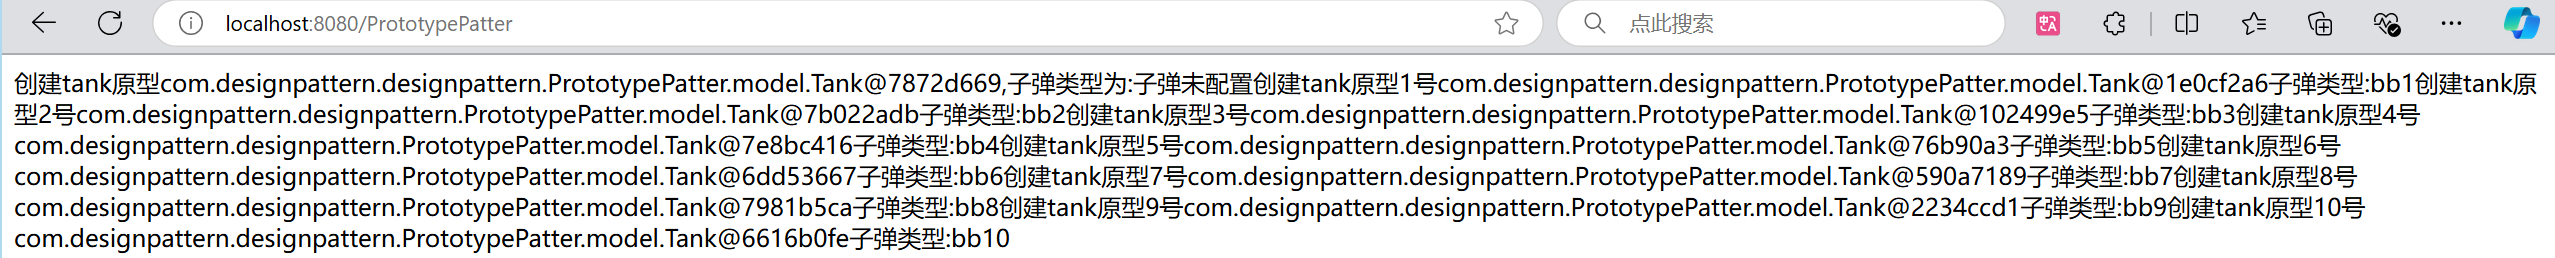 localhost:8080/PrototypePatter
点此搜索
创建tank原型com.designpattern.designpattern.PrototypePatter.model.Tank@7872d669,子弹类型为:子弹未配置创建tank原型1号com.designpattern.designpattern.PrototypePatter.model.Tank@1e0cf2a6子弹类型:bb1创建tank原
型2号com.designpattern.designpattern.PrototypePatter.model.Tank@7b022adb子弹类型:bb2创建tank原型3号com.designpattern.designpattern.PrototypePatter.model.Tank@102499e5子弹类型:bb3创建tank原型4号
com.designpattern.designpattern.PrototypePatter.model.Tank@7e8bc416子弹类型:bb4创建tank原型5号com.designpattern.designpattern.PrototypePatter.model.Tank@76b90a3子弹类型:bb5创建tank原型6号
com.designpattern.designpattern.PrototypePatter.model.Tank@6dd53667子弹类型:bb6创建tank原型7号com.designpattern.designpattern.PrototypePatter.model.Tank@590a7189子弹类型:bb7创建tank原型8号
com.designpattern.designpattern.PrototypePatter.model.Tank@7981b5ca子弹类型:bb8创建tank原型9号com.designpattern.designpattern.PrototypePatter.model.Tank@2234ccd1子弹类型:bb9创建tank原型10号
com.designpattern.designpattern.PrototypePatter.model.Tank@6616b0fe子弹类型:bb10